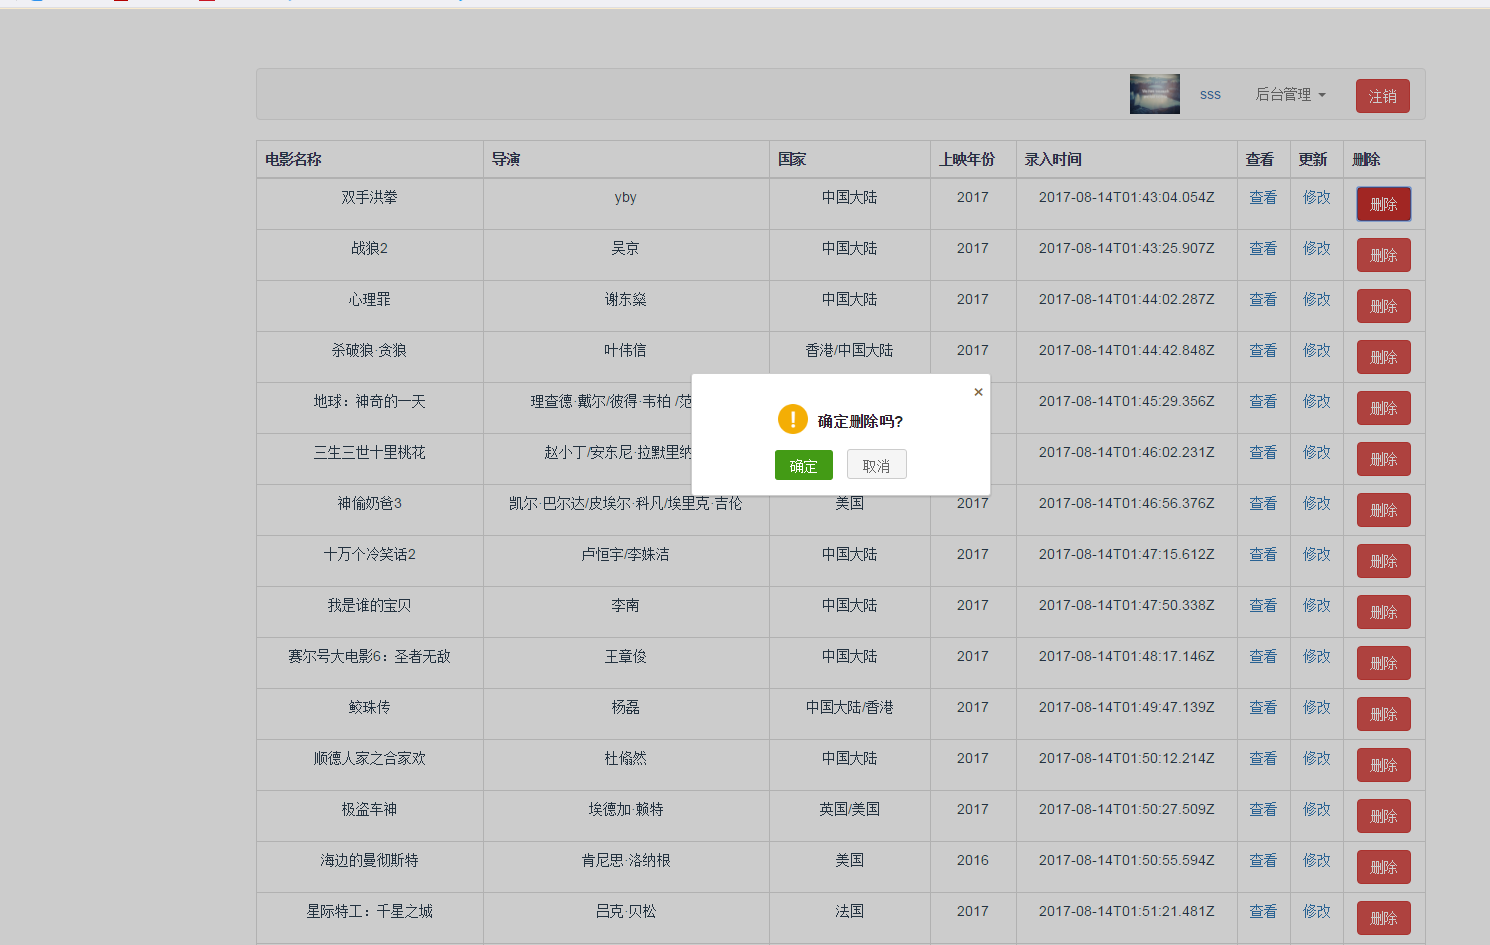 sss 后台管理 注销
电影名称 导演 国家 上映年份 录入时间 查看 更新 删除
双手洪拳 yby 中国大陆 2017 2017-08-14T01:43:04.054Z 查看 修改 删除
战狼2 吴京 中国大陆 2017 2017-08-14T01:43:25.907Z 查看 修改 删除
心理罪 谢东燊 中国大陆 2017 2017-08-14T01:44:02.287Z 查看 修改 删除
杀破狼·贪狼 叶伟信 香港/中国大陆 2017 2017-08-14T01:44:42.848Z 查看 修改 删除
地球：神奇的一天 理查德·戴尔/彼得·韦柏 /范 2017-08-14T01:45:29.356Z 查看 修改 删除
× 
确定删除吗?
三生三世十里桃花 赵小丁/安东尼·拉默里纳 2017-08-14T01:46:02.231Z 查看 修改 删除
确定 取消
神偷奶爸3 凯尔·巴尔达/皮埃尔·科凡/埃里克·吉伦 美国 2017 2017-08-14T01:46:56.376Z 查看 修改 删除
十万个冷笑话2 卢恒宇/李姝洁 中国大陆 2017 2017-08-14T01:47:15.612Z 查看 修改 删除
我是谁的宝贝 李南 中国大陆 2017 2017-08-14T01:47:50.338Z 查看 修改 删除
赛尔号大电影6：圣者无敌 王章俊 中国大陆 2017 2017-08-14T01:48:17.146Z 查看 修改 删除
鲛珠传 杨磊 中国大陆/香港 2017 2017-08-14T01:49:47.139Z 查看 修改 删除
顺德人家之合家欢 杜翛然 中国大陆 2017 2017-08-14T01:50:12.214Z 查看 修改 删除
极盗车神 埃德加·赖特 英国/美国 2017 2017-08-14T01:50:27.509Z 查看 修改 删除
海边的曼彻斯特 肯尼思·洛纳根 美国 2016 2017-08-14T01:50:55.594Z 查看 修改 删除
星际特工：千星之城 吕克·贝松 法国 2017 2017-08-14T01:51:21.481Z 查看 修改 删除